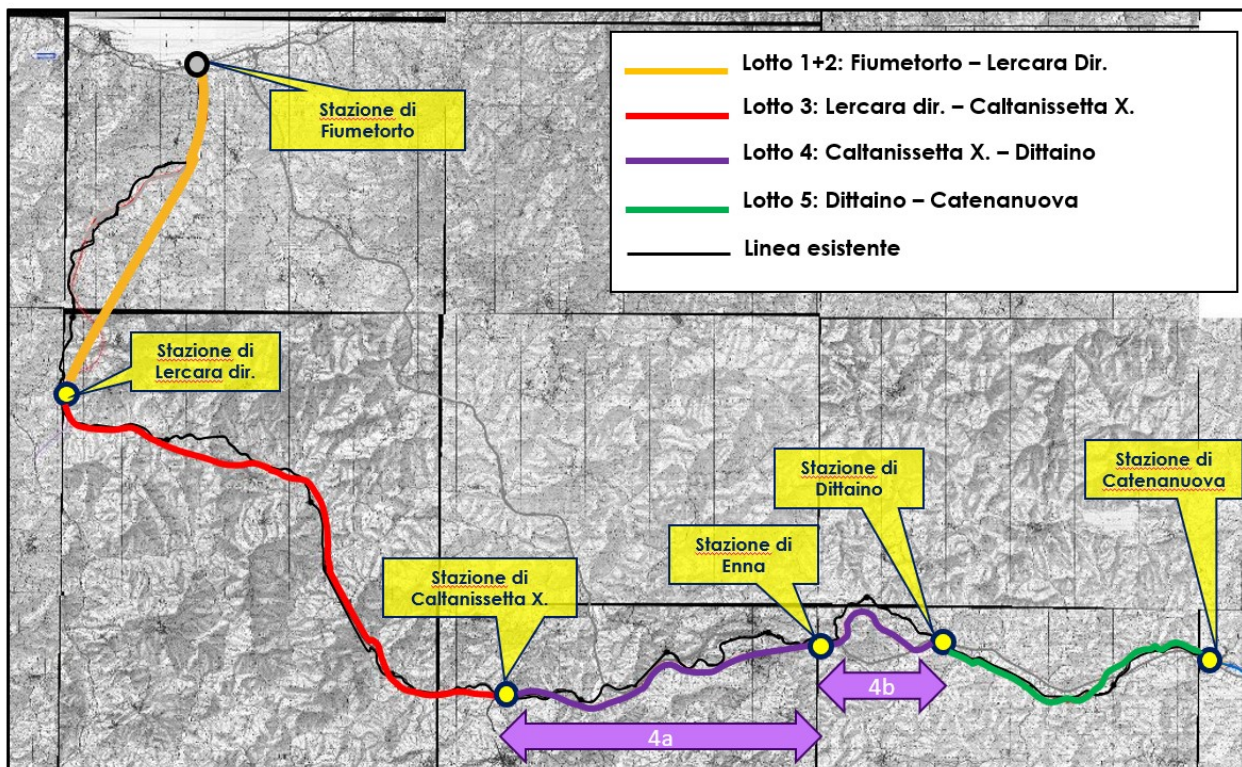 Lotto 1+2: Fiumetorto – Lercara Dir.
Lotto 3: Lercara dir. – Caltanissetta X.
Lotto 4: Caltanissetta X. – Dittaino
Lotto 5: Dittaino – Catenanuova
Linea esistente
Stazione di
Fiumetorto
Stazione di
Lercara dir.
Stazione di
Caltanissetta X.
Stazione di
Enna
Stazione di
Dittaino
Stazione di
Catenanuova
4a
4b